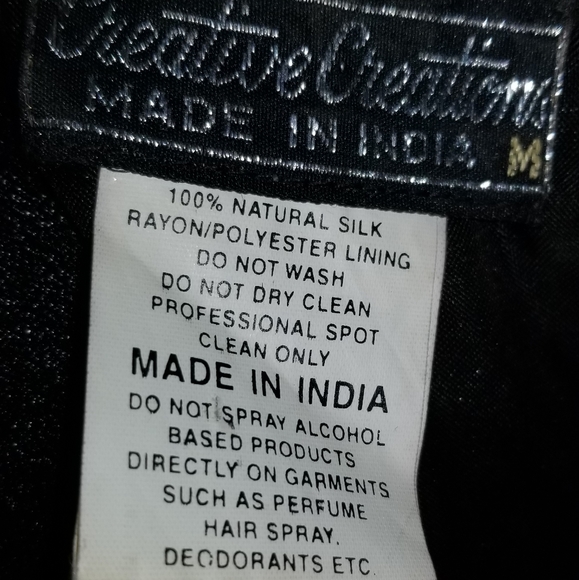 Creative Creations
MADE IN INDIA M
100% NATURAL SILK
RAYON/POLYESTER LINING
DO NOT WASH
DO NOT DRY CLEAN
PROFESSIONAL SPOT
CLEAN ONLY
MADE IN INDIA
DO NOT SPRAY ALCOHOL
BASED PRODUCTS
DIRECTLY ON GARMENTS
SUCH AS PERFUME
HAIR SPRAY.
DEODORANTS ETC.